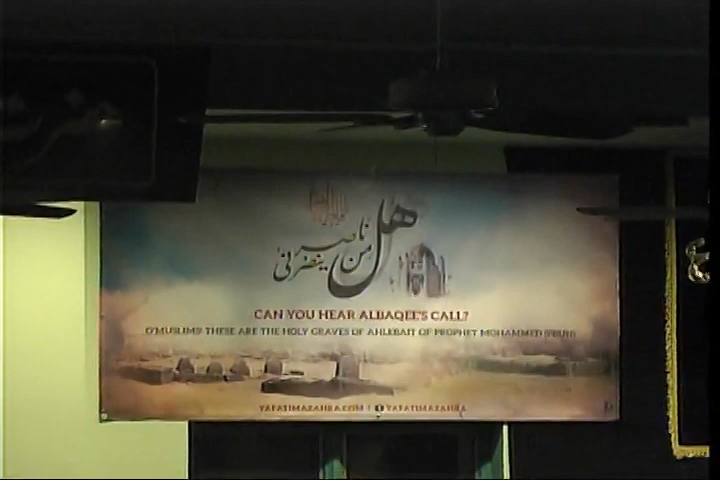 هل من ناصر ينصرني
CAN YOU HEAR ALBAQEE'S CALL?
O'MUSLIMS! THESE ARE THE HOLY GRAVES OF AHLEBAIT OF PROPHET MOHAMMED (PBUH)
YAFATIMAZAHRA.COM | YAFATIMAZAHRA